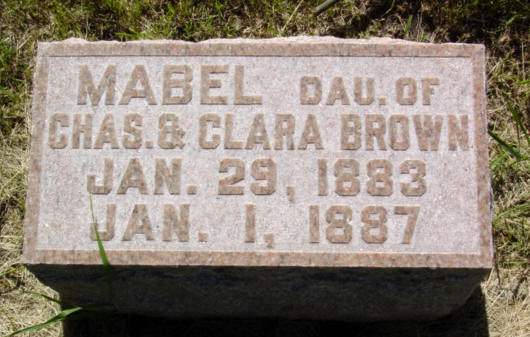 MABEL DAU. OF
CHAS. & CLARA BROWN
JAN. 29, 1883
JAN. 1, 1887